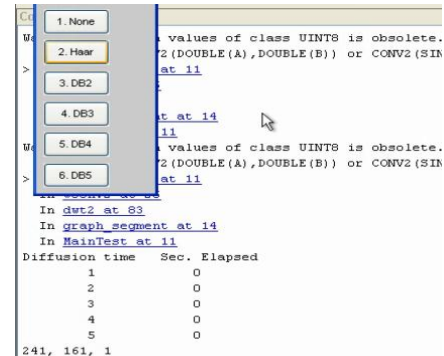 Co
1. None
2. Haar
3. DB2
4. DB3
5. DB4
6. DB5
values of class UINT8 is obsolete.
V2(DOUBLE(A),DOUBLE(B)) or CONV2(SIN
> at 11
at 14
11
values of class UINT8 is obsolete.
V2(DOUBLE(A),DOUBLE(B)) or CONV2(SIN
> at 11
In dwt2 at 83
In graph_segment at 14
In MainTest at 11
Diffusion time Sec. Elapsed
1 0
2 0
3 0
4 0
5 0
241, 161, 1